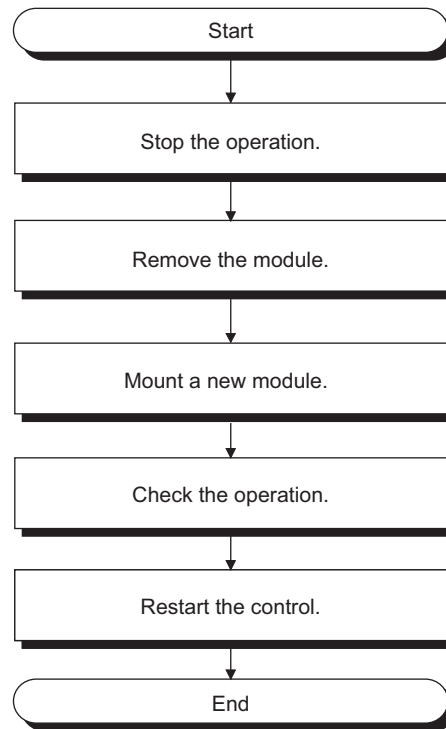 Start
Stop the operation.
Remove the module.
Mount a new module.
Check the operation.
Restart the control.
End